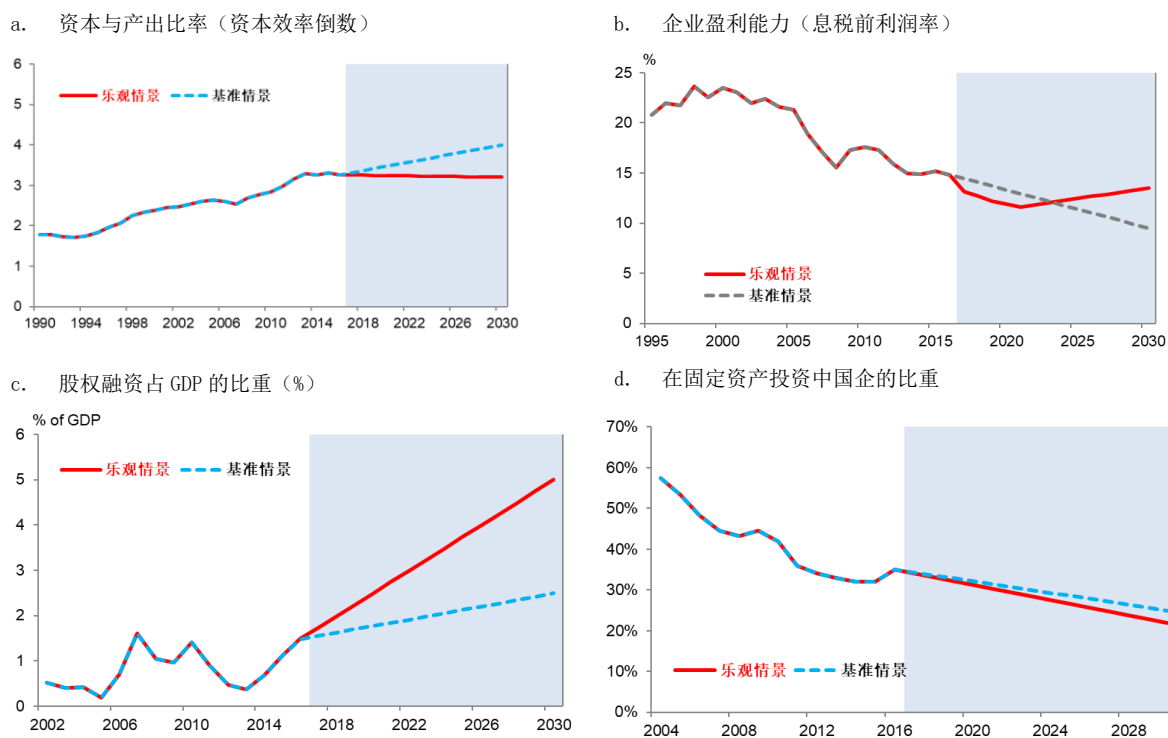 a. 资本与产出比率（资本效率倒数）
6
5
4
3
2
1
0
乐观情景 基准情景
1990 1994 1998 2002 2006 2010 2014 2018 2022 2026 2030
b. 企业盈利能力（息税前利润率）
%
25
20
15
10
5
0
乐观情景
基准情景
1995 2000 2005 2010 2015 2020 2025 2030
c. 股权融资占 GDP 的比重（%）
% of GDP
6
5
4
3
2
1
0
乐观情景 基准情景
2002 2006 2010 2014 2018 2022 2026 2030
d. 在固定资产投资中国企的比重
70%
60%
50%
40%
30%
20%
10%
0%
乐观情景 基准情景
2004 2008 2012 2016 2020 2024 2028